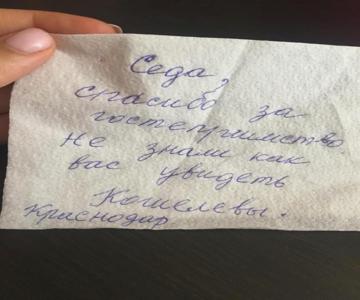 Седа,
спасибо за
гостеприимство
Не знали как
вас увидеть
Кошелевы.
Краснодар